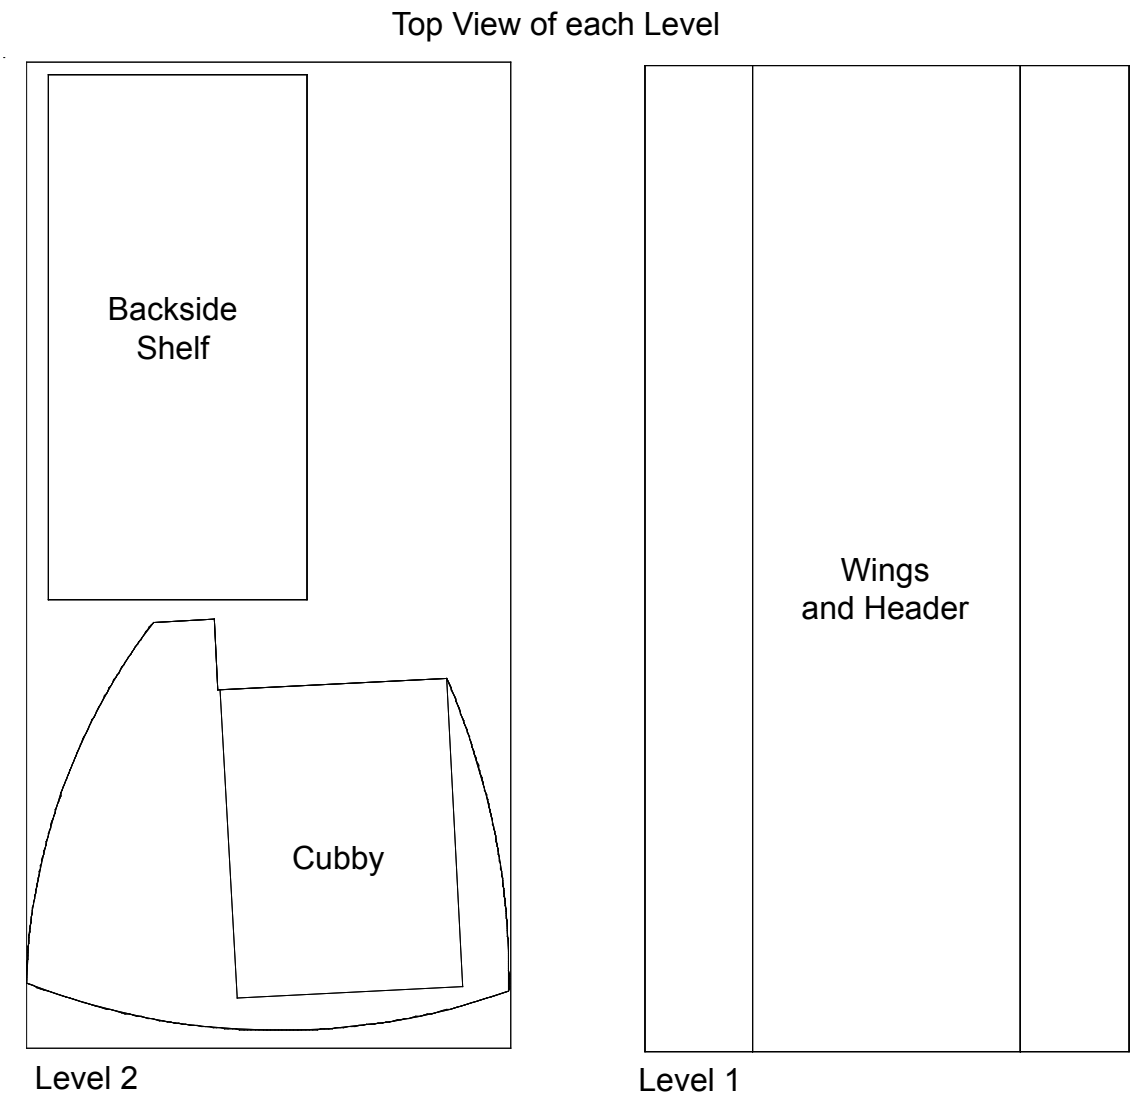 Top View of each Level
Backside
Shelf
Cubby
Level 2
Wings
and Header
Level 1